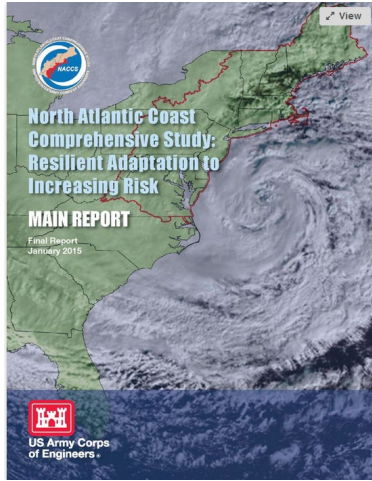 View
NACCS
North Atlantic Coast
Comprehensive Study:
Resilient Adaptation to
Increasing Risk
MAIN REPORT
Final Report
January 2015
US Army Corps
of Engineers®